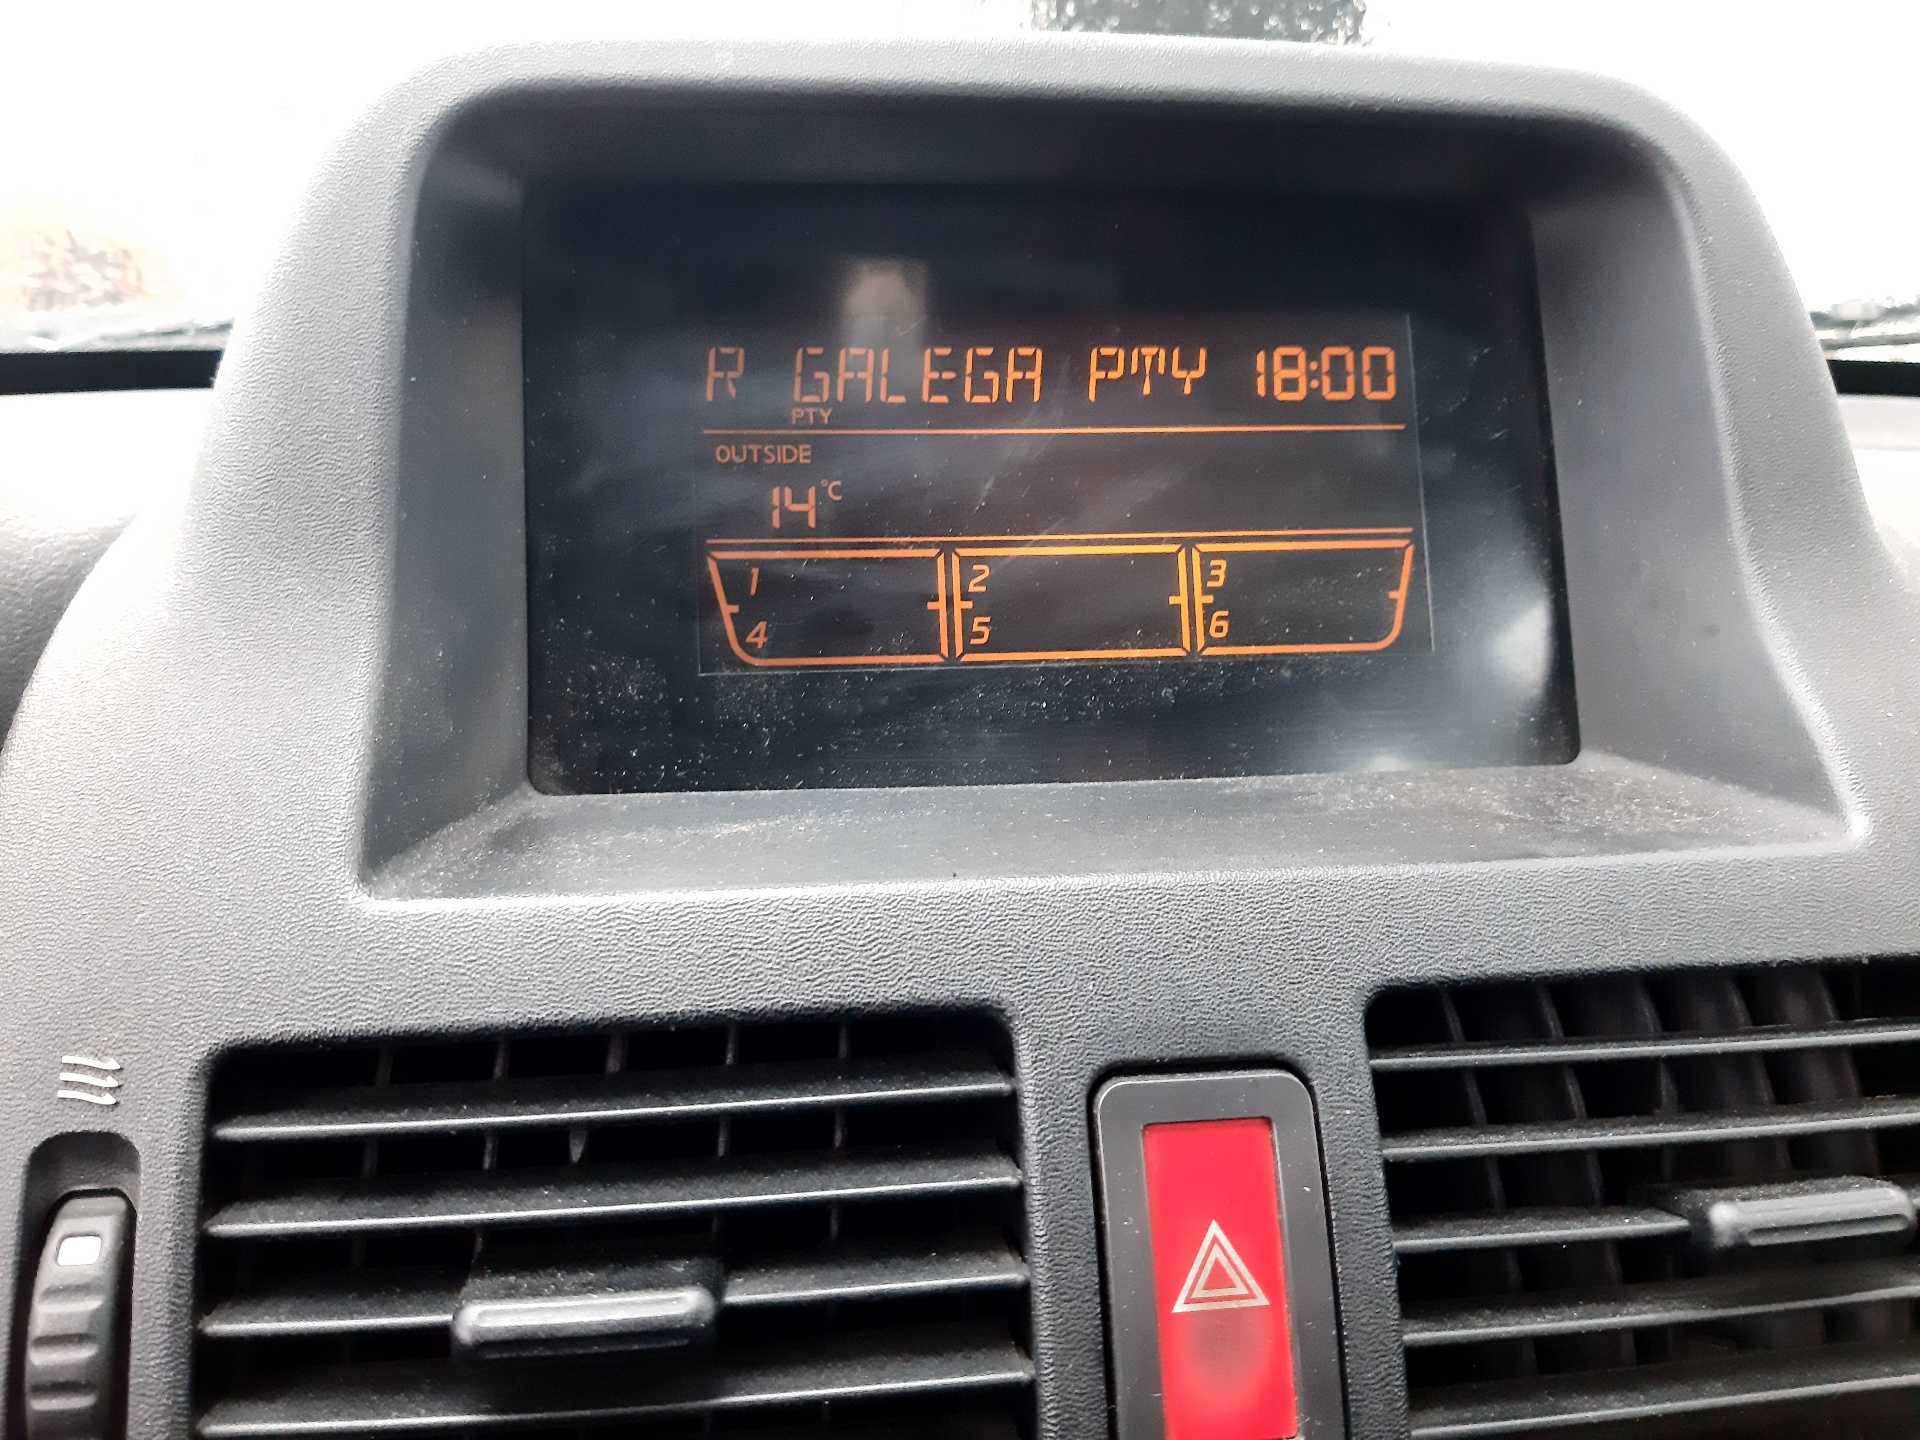 R GALEGA PTY 18:00
PTY
OUTSIDE
14°C
1 2 3
4 5 6